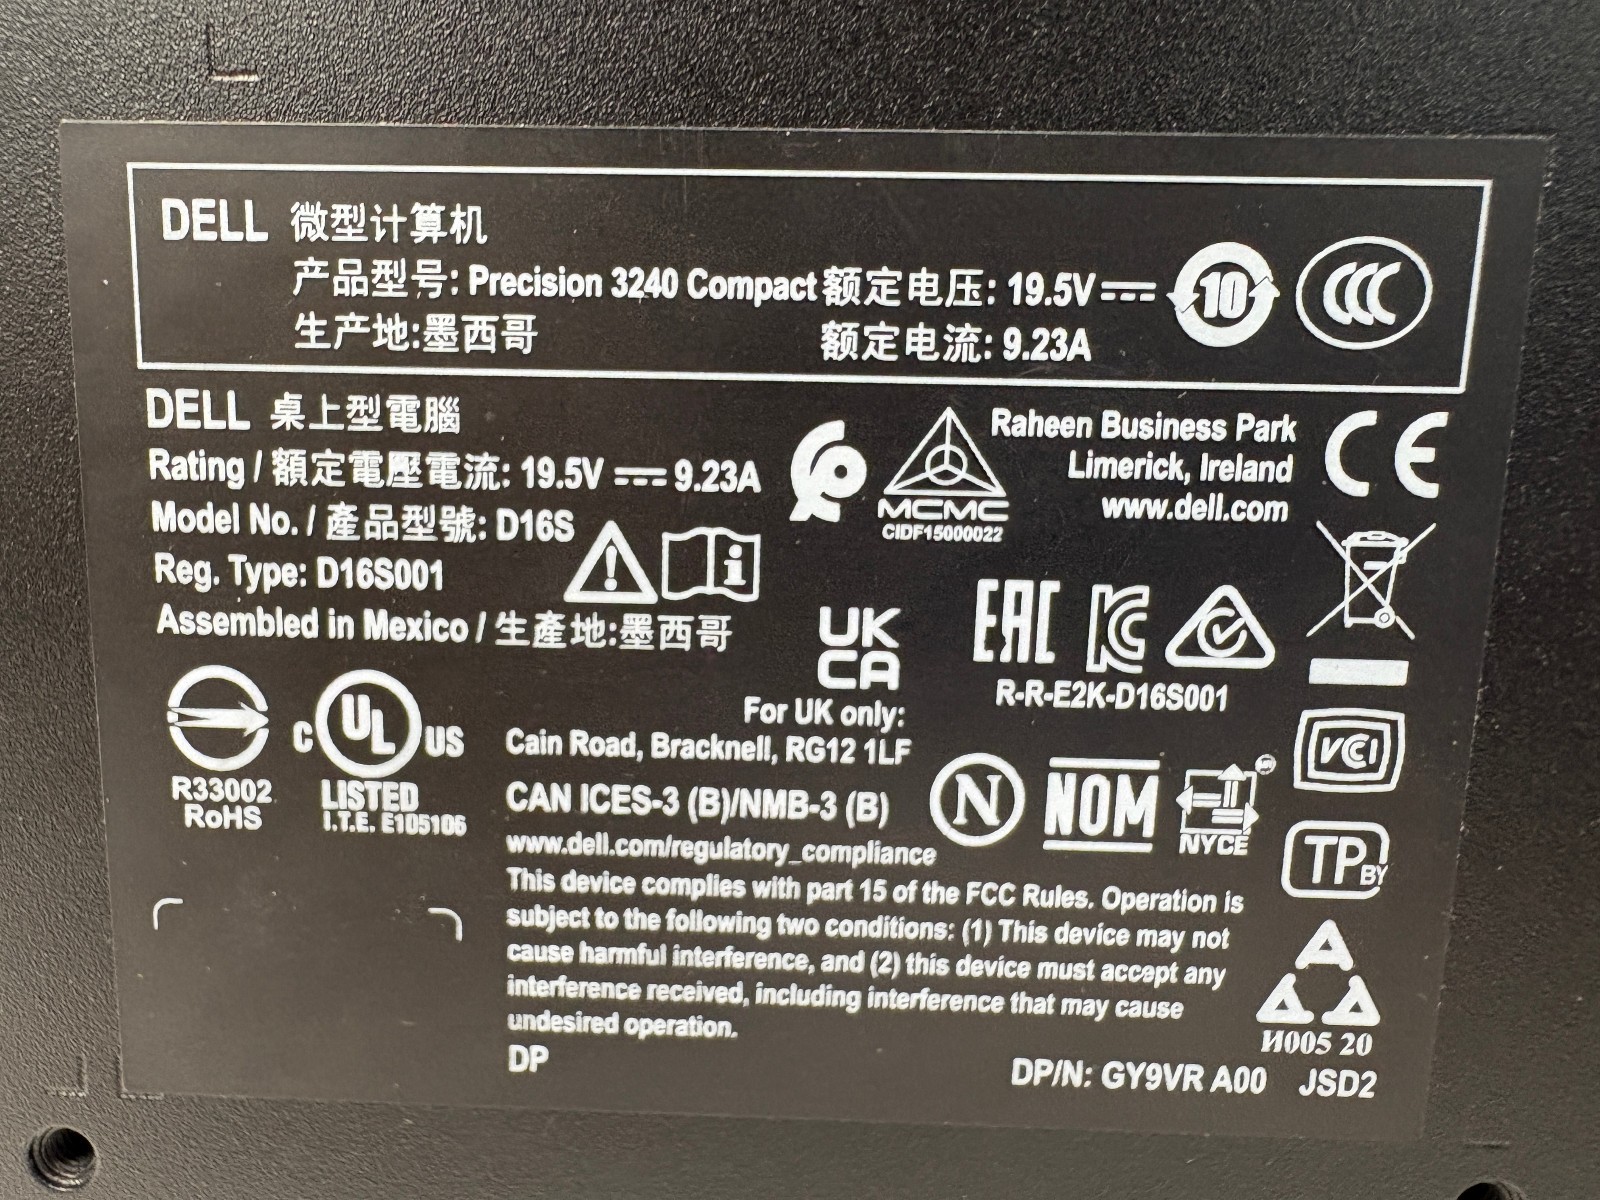 DELL 微型计算机
产品型号: Precision 3240 Compact 额定电压: 19.5V
生产地:墨西哥 额定电流: 9.23A
10
CCC
DELL 桌上型電腦
Rating / 額定電壓電流: 19.5V 9.23A
Model No. / 產品型號: D16S
Reg. Type: D16S001
Assembled in Mexico / 生產地:墨西哥
MCMC
CIDF15000022
Raheen Business Park
Limerick, Ireland
www.dell.com
CE
UK
CA
For UK only:
Cain Road, Bracknell, RG12 1LF
EAC
KC
R-R-E2K-D16S001
R33002
RoHS
C UL US
LISTED
I.T.E. E105106
CAN ICES-3 (B)/NMB-3 (B)
N
NOM
NYCE
VCI
TP BY
www.dell.com/regulatory_compliance
This device complies with part 15 of the FCC Rules. Operation is
subject to the following two conditions: (1) This device may not
cause harmful interference, and (2) this device must accept any
interference received, including interference that may cause
undesired operation.
И005 20
DP
DP/N: GY9VR A00 JSD2